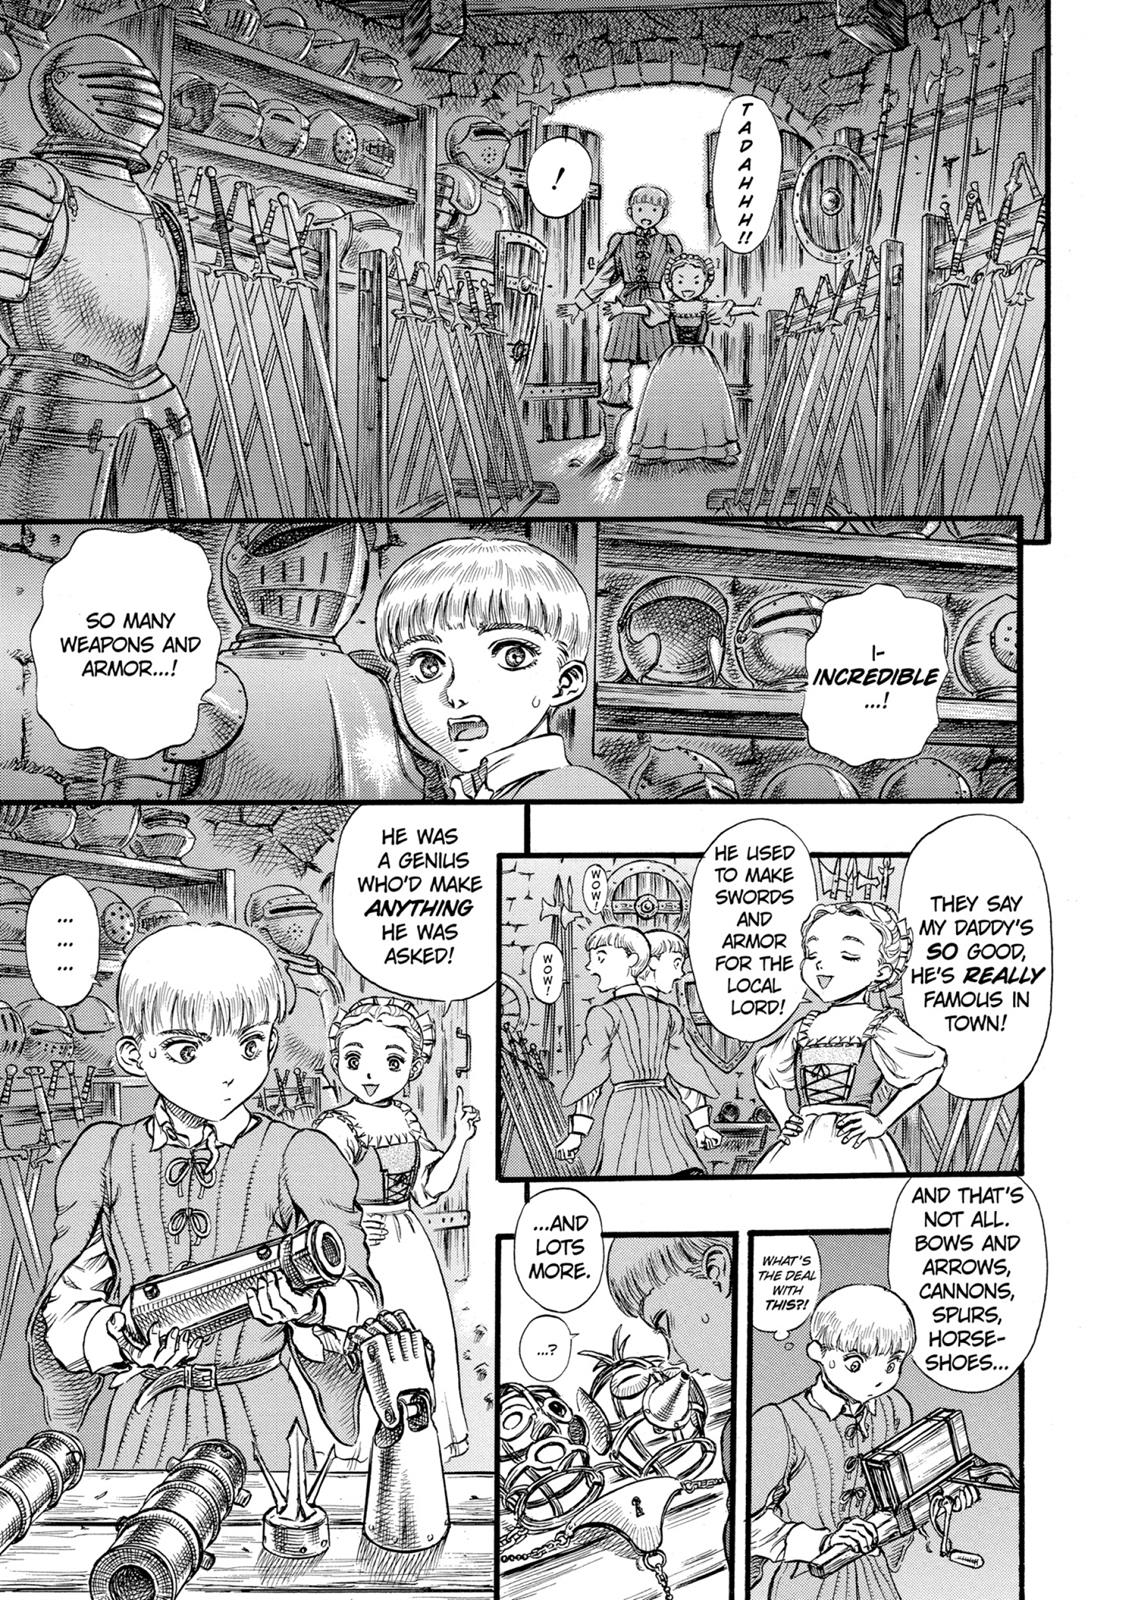 TADAHHH!!
!
I-
INCREDIBLE
...!
SO MANY
WEAPONS AND
ARMOR...!
THEY SAY
MY DADDY'S
SO GOOD,
HE'S REALLY
FAMOUS IN
TOWN!
HE USED
TO MAKE
SWORDS
AND
ARMOR
FOR THE
LOCAL
LORD!
WOW!
WOW!
HE WAS
A GENIUS
WHO'D MAKE
ANYTHING
HE WAS
ASKED!
...
...
...
AND THAT'S
NOT ALL.
BOWS AND
ARROWS,
CANNONS,
SPURS,
HORSE-
SHOES...
WHAT'S
THE DEAL
WITH
THIS?!
...AND
LOTS
MORE.
...?